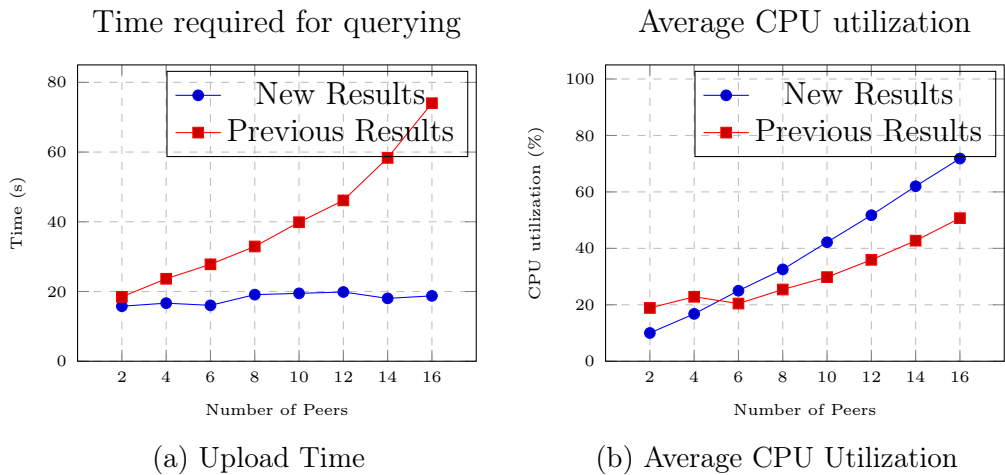 Time required for querying
New Results
Previous Results
80
60
40
20
0
Time (s)
2 4 6 8 10 12 14 16
Number of Peers
(a) Upload Time
Average CPU utilization
New Results
Previous Results
100
80
60
40
20
0
CPU utilization (%)
2 4 6 8 10 12 14 16
Number of Peers
(b) Average CPU Utilization